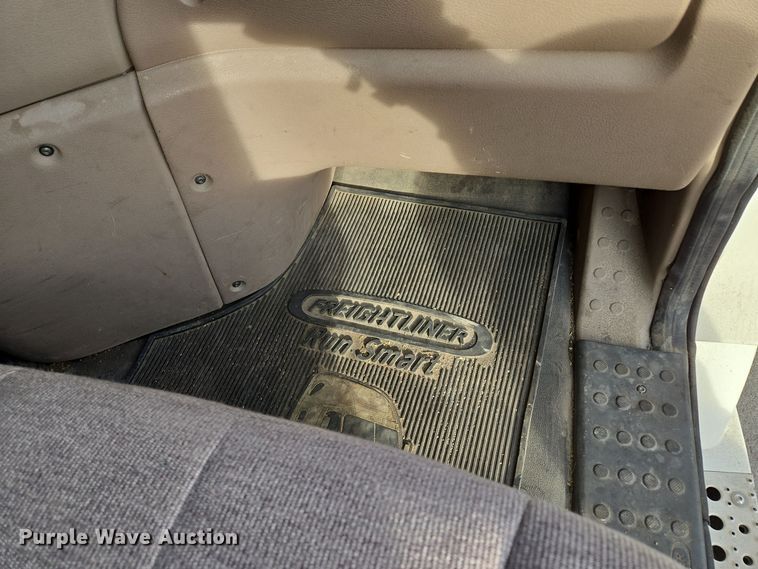 FREIGHTLINER
Run Smart
Purple Wave Auction